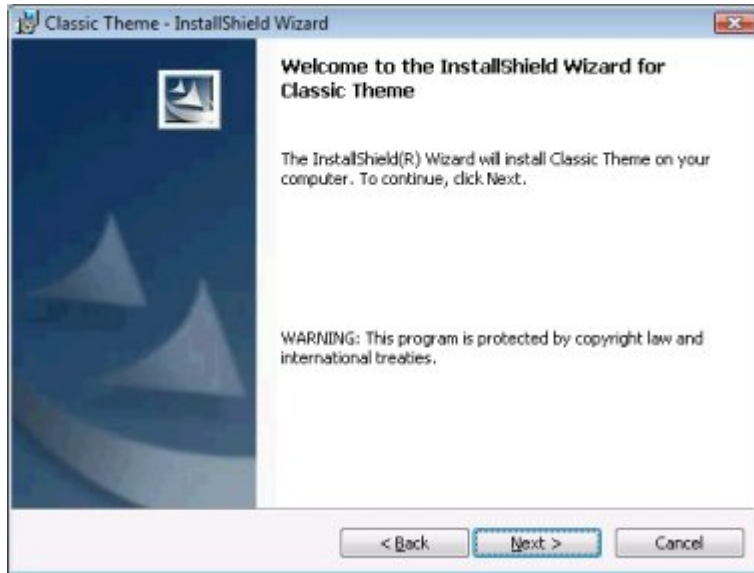 Classic Theme - InstallShield Wizard
Welcome to the InstallShield Wizard for
Classic Theme
The InstallShield(R) Wizard will install Classic Theme on your
computer. To continue, click Next.
WARNING: This program is protected by copyright law and
international treaties.
< Back
Next >
Cancel